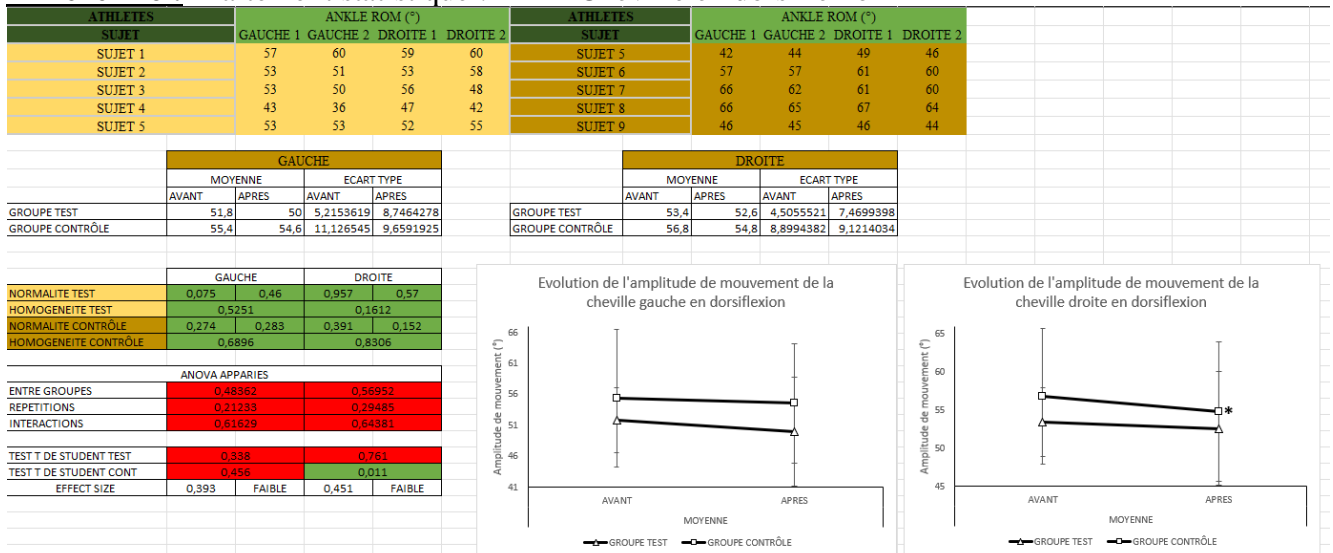 ATHLETES ANKLE ROM (°) ATHLETES ANKLE ROM (°)
SUJET GAUCHE 1 GAUCHE 2 DROITE 1 DROITE 2 SUJET GAUCHE 1 GAUCHE 2 DROITE 1 DROITE 2
SUJET 1 57 60 59 60 SUJET 5 42 44 49 46
SUJET 2 53 51 53 58 SUJET 6 57 57 61 60
SUJET 3 53 50 56 48 SUJET 7 66 62 61 60
SUJET 4 43 36 47 42 SUJET 8 66 65 67 64
SUJET 5 53 53 52 55 SUJET 9 46 45 46 44
GAUCHE
MOYENNE ECART TYPE
AVANT APRES AVANT APRES
GROUPE TEST 51,8 50 5,2153619 8,7464278
GROUPE CONTRÔLE 55,4 54,6 11,126545 9,6591925
DROITE
MOYENNE ECART TYPE
AVANT APRES AVANT APRES
GROUPE TEST 53,4 52,6 4,5055521 7,4699398
GROUPE CONTRÔLE 56,8 54,8 8,8994382 9,1214034
GAUCHE DROITE
NORMALITE TEST 0,075 0,46 0,957 0,57
HOMOGENEITE TEST 0,5251 0,1612
NORMALITE CONTRÔLE 0,274 0,283 0,391 0,152
HOMOGENEITE CONTRÔLE 0,6896 0,8306
ANOVA APPARIES
ENTRE GROUPES 0,48362 0,56952
REPETITIONS 0,21233 0,29485
INTERACTIONS 0,61629 0,64381
TEST T DE STUDENT TEST 0,338 0,761
TEST T DE STUDENT CONT 0,456 0,011
EFFECT SIZE 0,393 FAIBLE 0,451 FAIBLE
Evolution de l'amplitude de mouvement de la
cheville gauche en dorsiflexion
Amplitude de mouvement (°)
66
61
56
51
46
41
AVANT APRES
MOYENNE
GROUPE TEST GROUPE CONTRÔLE
Evolution de l'amplitude de mouvement de la
cheville droite en dorsiflexion
Amplitude de mouvement (°)
65
60
55
50
45
*
AVANT APRES
MOYENNE
GROUPE TEST GROUPE CONTRÔLE